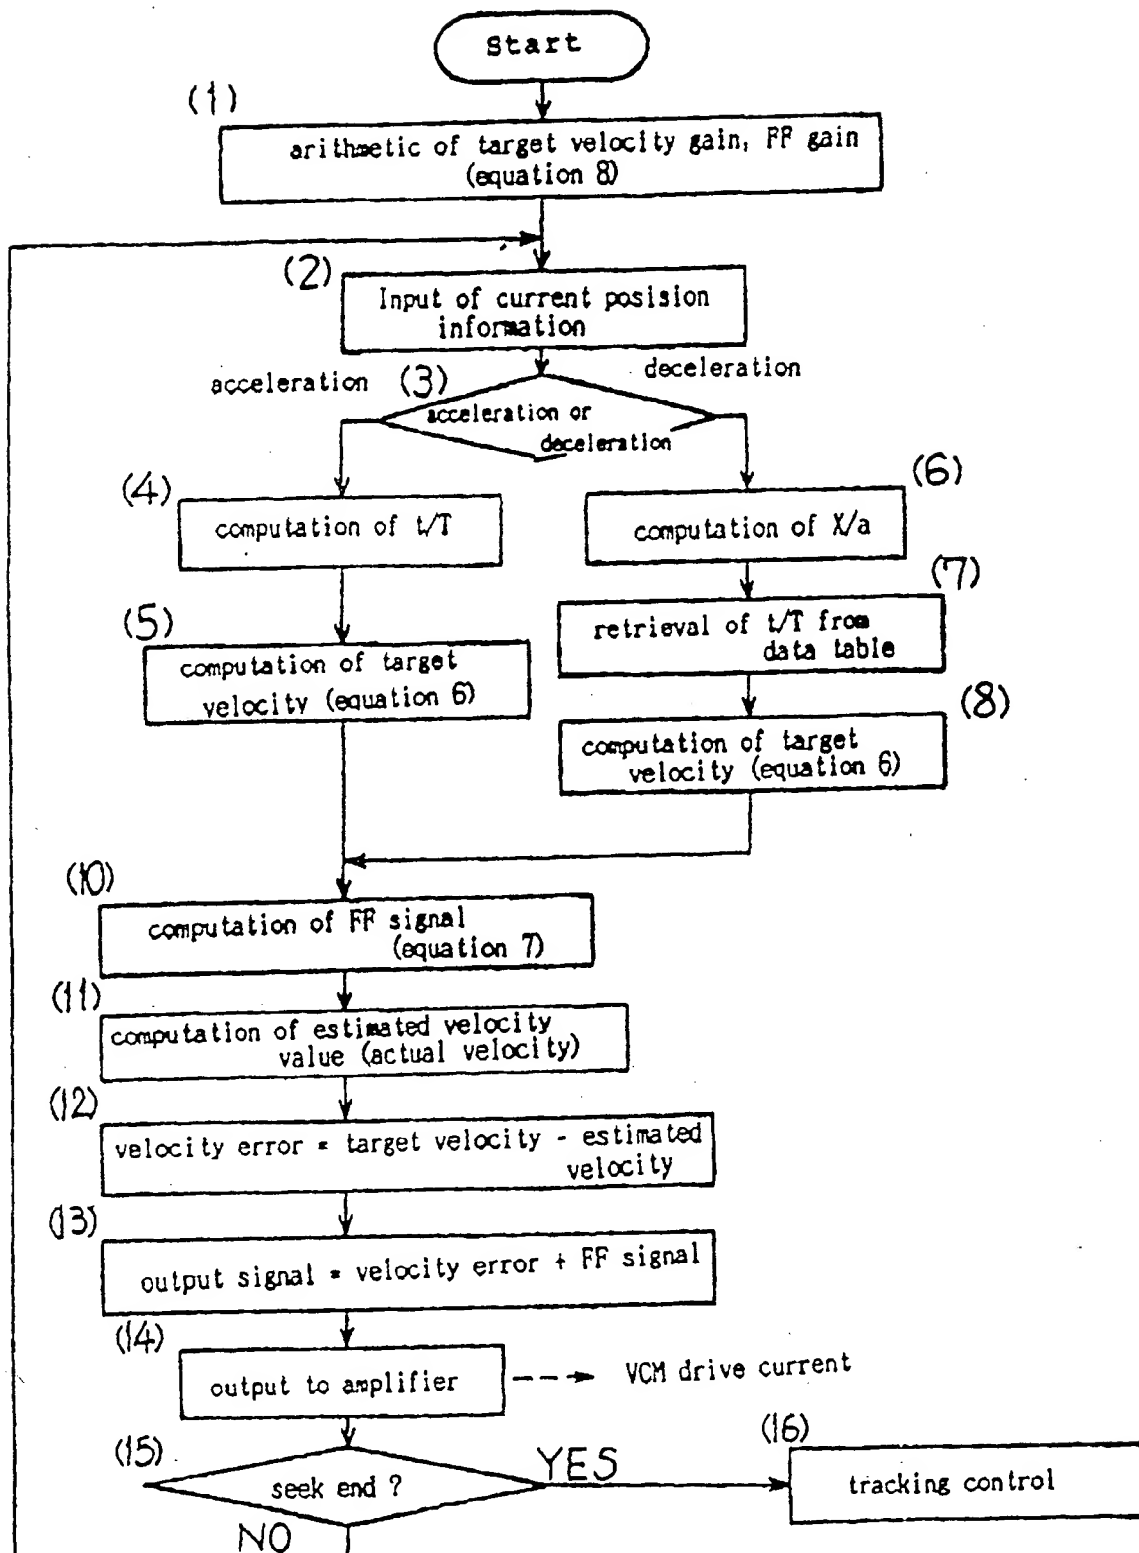 Start
(1)
arithmetic of target velocity gain, FF gain
(equation 8)
(2)
Input of current posision
information
acceleration
(3)
deceleration
acceleration or
deceleration
(4)
computation of t/T
(6)
computation of X/a
(5)
computation of target
velocity (equation 6)
(7)
retrieval of t/T from
data table
(8)
computation of target
velocity (equation 6)
(10)
computation of FF signal
(equation 7)
(11)
computation of estimated velocity
value (actual velocity)
(12)
velocity error = target velocity - estimated
velocity
(13)
output signal = velocity error + FF signal
(14)
output to amplifier
VCM drive current
(15)
seek end ?
YES
(16)
tracking control
NO